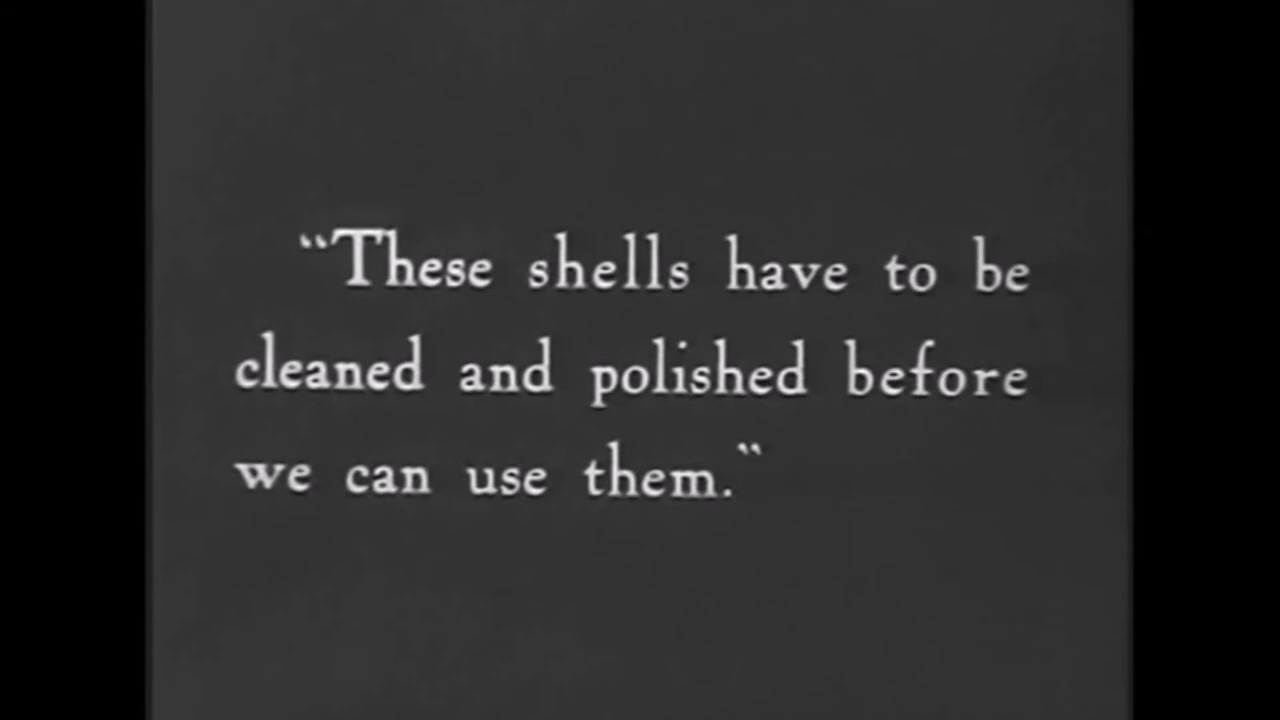 “These shells have to be
cleaned and polished before
we can use them.‶